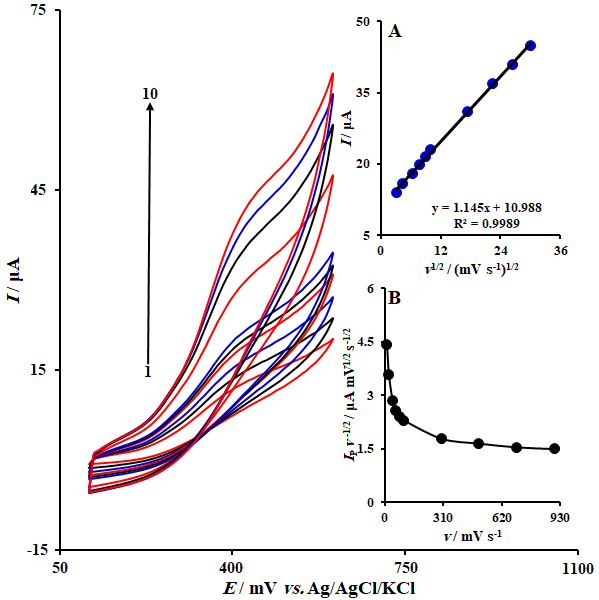 75
45
15
-15
50
400
750
1100
I / μA
E / mV vs. Ag/AgCl/KCl
10
1
A
50
35
20
5
0
12
24
36
I / μA
y = 1.145x + 10.988
R² = 0.9989
v1/2 / (mV s-1)1/2
B
6
4.5
3
1.5
0
0
310
620
930
Ip v-1/2 / μA mV1/2 s-1/2
v / mV s-1